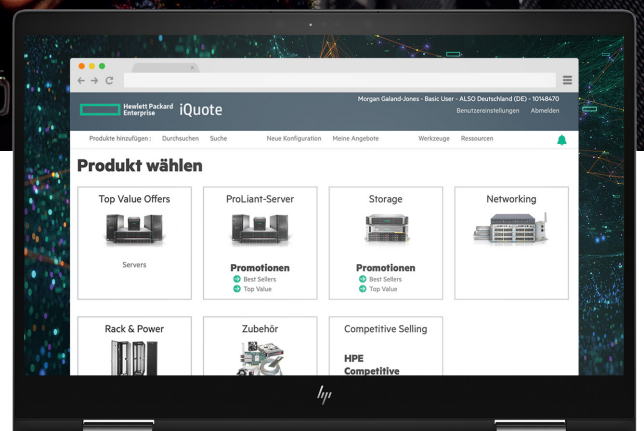 Morgan Galand-Jones - Basic User - ALSO Deutschland (DE) - 10148470
Hewlett Packard
Enterprise
iQuote
Benutzereinstellungen Abmelden
Produkte hinzufügen : Durchsuchen Suche Neue Konfiguration Meine Angebote Werkzeuge Ressourcen
Produkt wählen
Top Value Offers
Servers
ProLiant-Server
Promotionen
Best Sellers
Top Value
Storage
Promotionen
Best Sellers
Top Value
Networking
Rack & Power
Zubehör
Competitive Selling
HPE
Competitive
hp